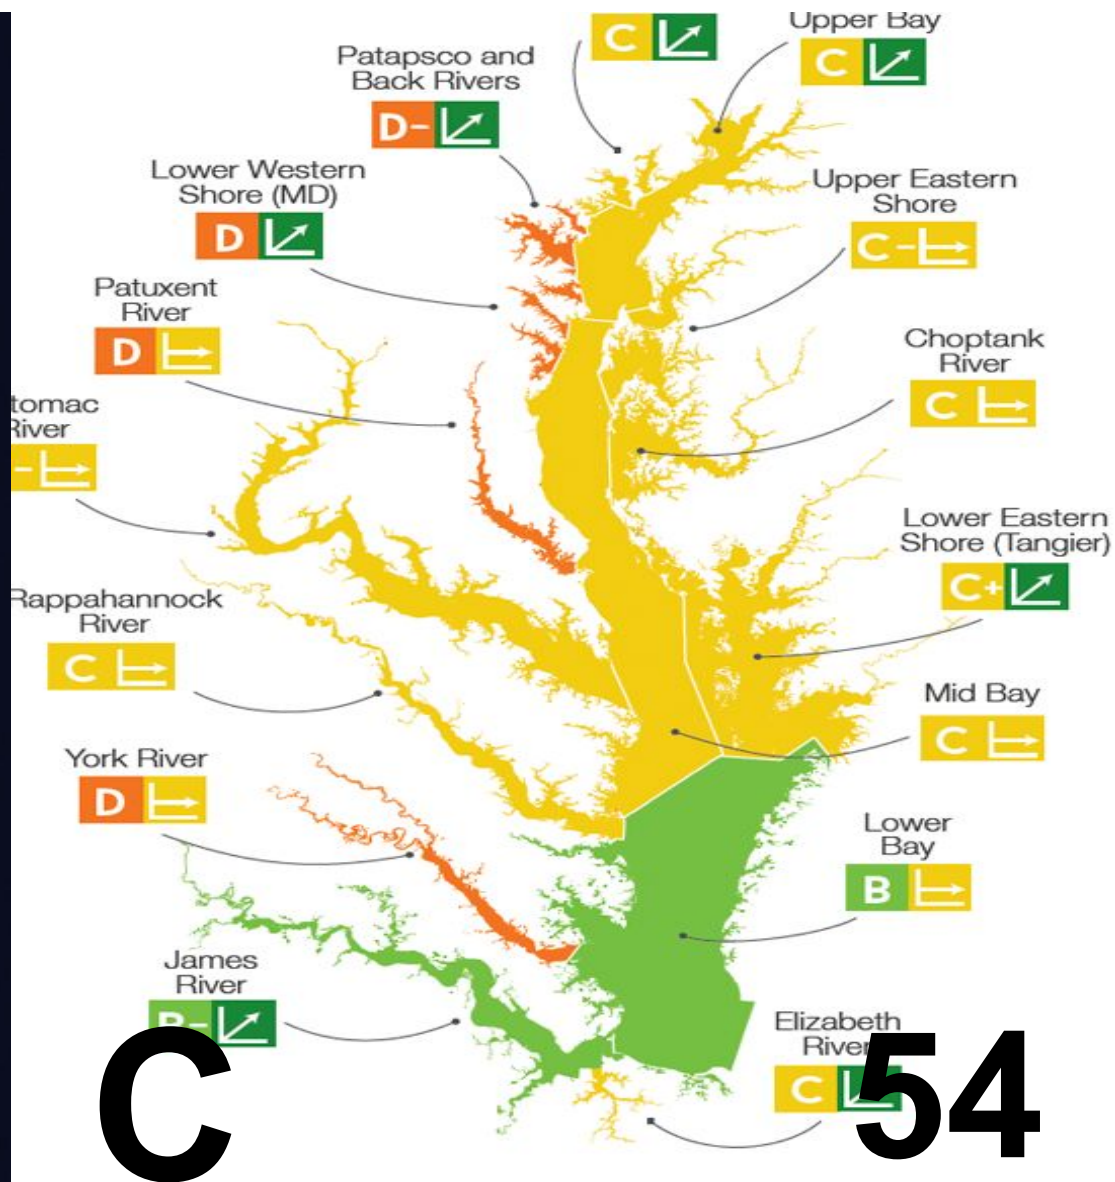 C
Upper Bay
C
Patapsco and
Back Rivers
D-
Lower Western
Shore (MD)
D
Upper Eastern
Shore
C-
Patuxent
River
D
Choptank
River
C
tomac
River
-
Lower Eastern
Shore (Tangier)
C+
Rappahannock
River
C
Mid Bay
C
York River
D
Lower
Bay
B
James
River
B-
Elizabeth
River
C
C
54